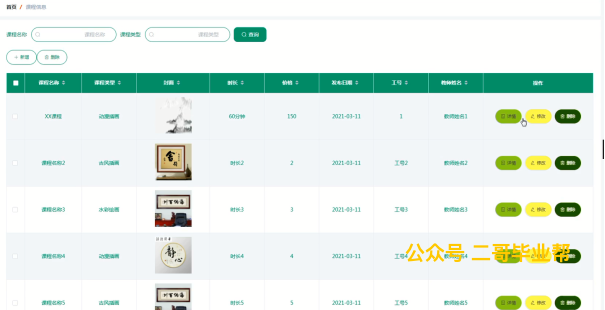 首页 / 课程信息
课程名称 课程名称 课程类型 课程类型 查询
+ 新增 删除
课程名称 课程类型 封面 时长 价格 发布日期 工号 教师姓名 操作
XX课程 动漫插画 60分钟 150 2021-03-11 1 教师姓名1 详情 修改 删除
课程名称2 古风插画 时长2 2 2021-03-11 工号2 教师姓名2 详情 修改 删除
课程名称3 水彩绘画 时长3 3 2021-03-11 工号3 教师姓名3 详情 修改 删除
课程名称4 动漫插画 静心 时长4 4 2021-03-11 工号4 教师姓名4 删除
公众号 二哥毕业帮
课程名称5 古风插画 时长5 5 2021-03-11 工号5 教师姓名5 详情 修改 删除